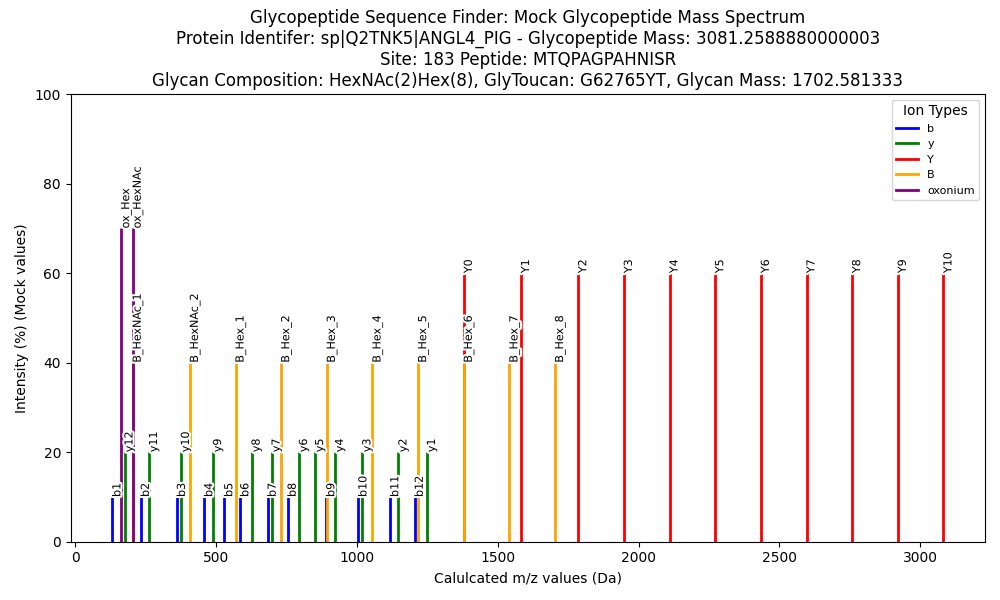 Glycopeptide Sequence Finder: Mock Glycopeptide Mass Spectrum
Protein Identifer: sp|Q2TNK5|ANGL4_PIG - Glycopeptide Mass: 3081.2588880000003
Site: 183 Peptide: MTQPAGPAHNISR
Glycan Composition: HexNAc(2)Hex(8), GlyToucan: G62765YT, Glycan Mass: 1702.581333
Intensity (%) (Mock values)
100
80
60
40
20
0
Ion Types
b
y
Y
B
oxonium
ox_Hex
ox_HexNAc
Y0
Y1
Y2
Y3
Y4
Y5
Y6
Y7
Y8
Y9
Y10
B_HexNAc_1
B_HexNAc_2
B_Hex_1
B_Hex_2
B_Hex_3
B_Hex_4
B_Hex_5
B_Hex_6
B_Hex_7
B_Hex_8
y12
y11
y10
y9
y8
y7
y6
y5
y4
y3
y2
y1
b1
b2
b3
b4
b5
b6
b7
b8
b9
b10
b11
b12
0
500
1000
1500
2000
2500
3000
Calulcated m/z values (Da)